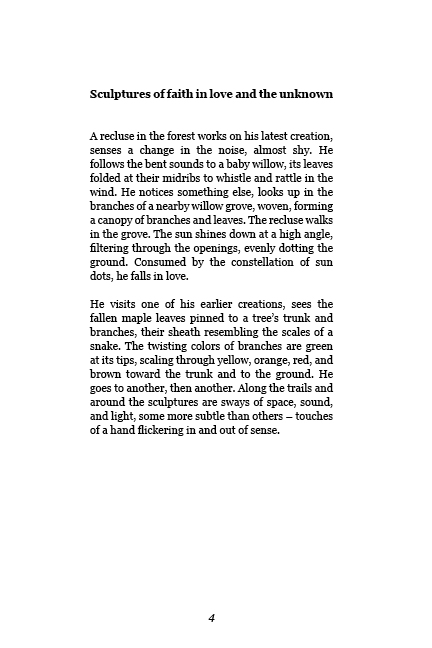 Sculptures of faith in love and the unknown
A recluse in the forest works on his latest creation,
senses a change in the noise, almost shy. He
follows the bent sounds to a baby willow, its leaves
folded at their midribs to whistle and rattle in the
wind. He notices something else, looks up in the
branches of a nearby willow grove, woven, forming
a canopy of branches and leaves. The recluse walks
in the grove. The sun shines down at a high angle,
filtering through the openings, evenly dotting the
ground. Consumed by the constellation of sun
dots, he falls in love.
He visits one of his earlier creations, sees the
fallen maple leaves pinned to a tree's trunk and
branches, their sheath resembling the scales of a
snake. The twisting colors of branches are green
at its tips, scaling through yellow, orange, red, and
brown toward the trunk and to the ground. He
goes to another, then another. Along the trails and
around the sculptures are sways of space, sound,
and light, some more subtle than others – touches
of a hand flickering in and out of sense.
4